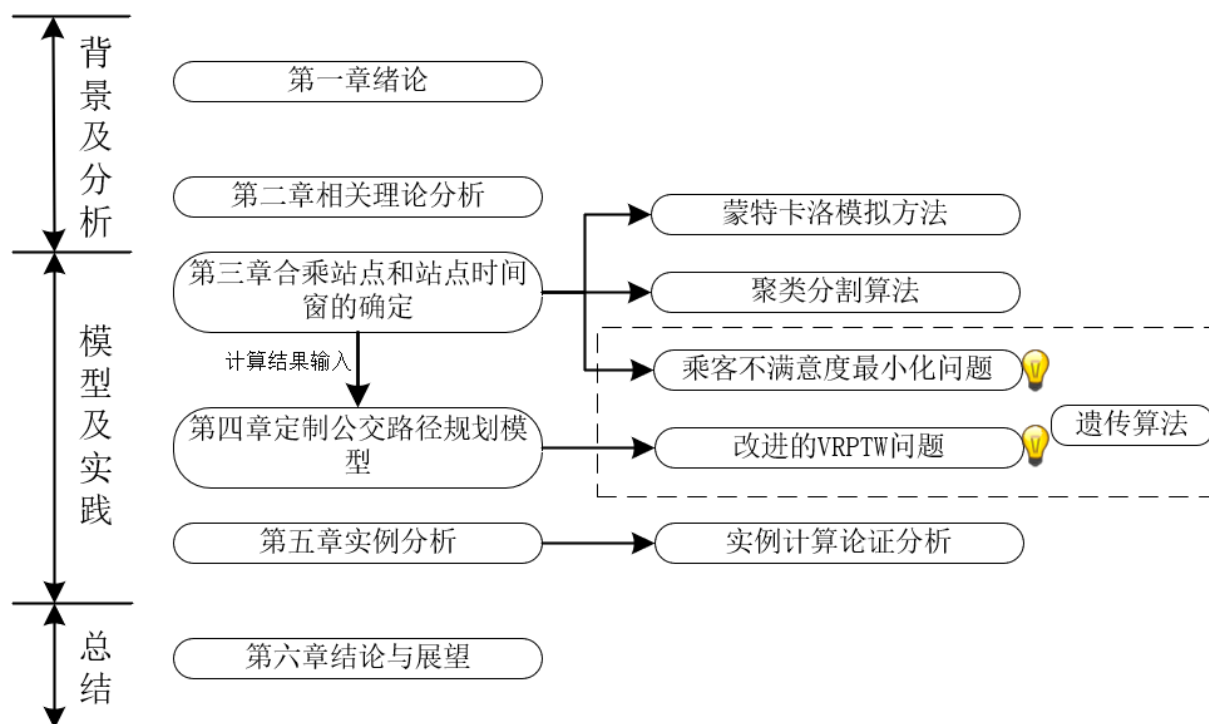 背景及分析
第一章绪论
第二章相关理论分析
蒙特卡洛模拟方法
模型及实践
第三章合乘站点和站点时间
窗的确定
聚类分割算法
计算结果输入
乘客不满意度最小化问题
第四章定制公交路径规划模
型
改进的VRPTW问题
遗传算法
第五章实例分析
实例计算论证分析
总结
第六章结论与展望